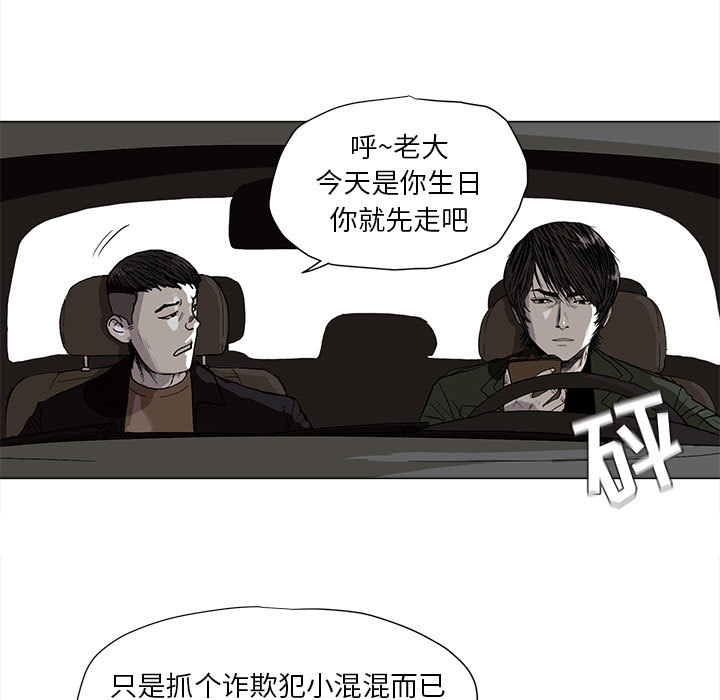 呼~老大
今天是你生日
你就先走吧
砰
只是抓个诈欺犯小混混而已